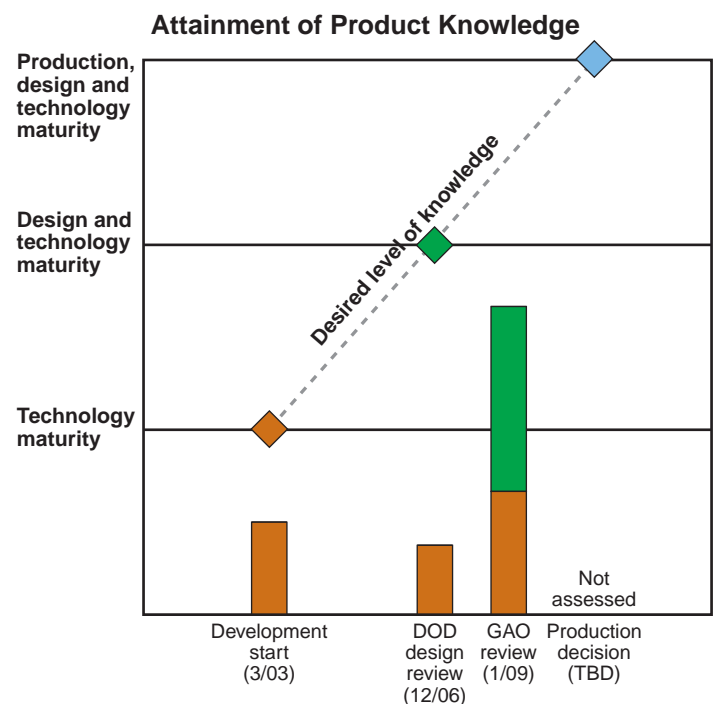 Attainment of Product Knowledge
Production,
design and
technology
maturity
Design and
technology
maturity
Technology
maturity
Desired level of knowledge
Not
assessed
Development
start
(3/03)
DOD
design
review
(12/06)
GAO
review
(1/09)
Production
decision
(TBD)